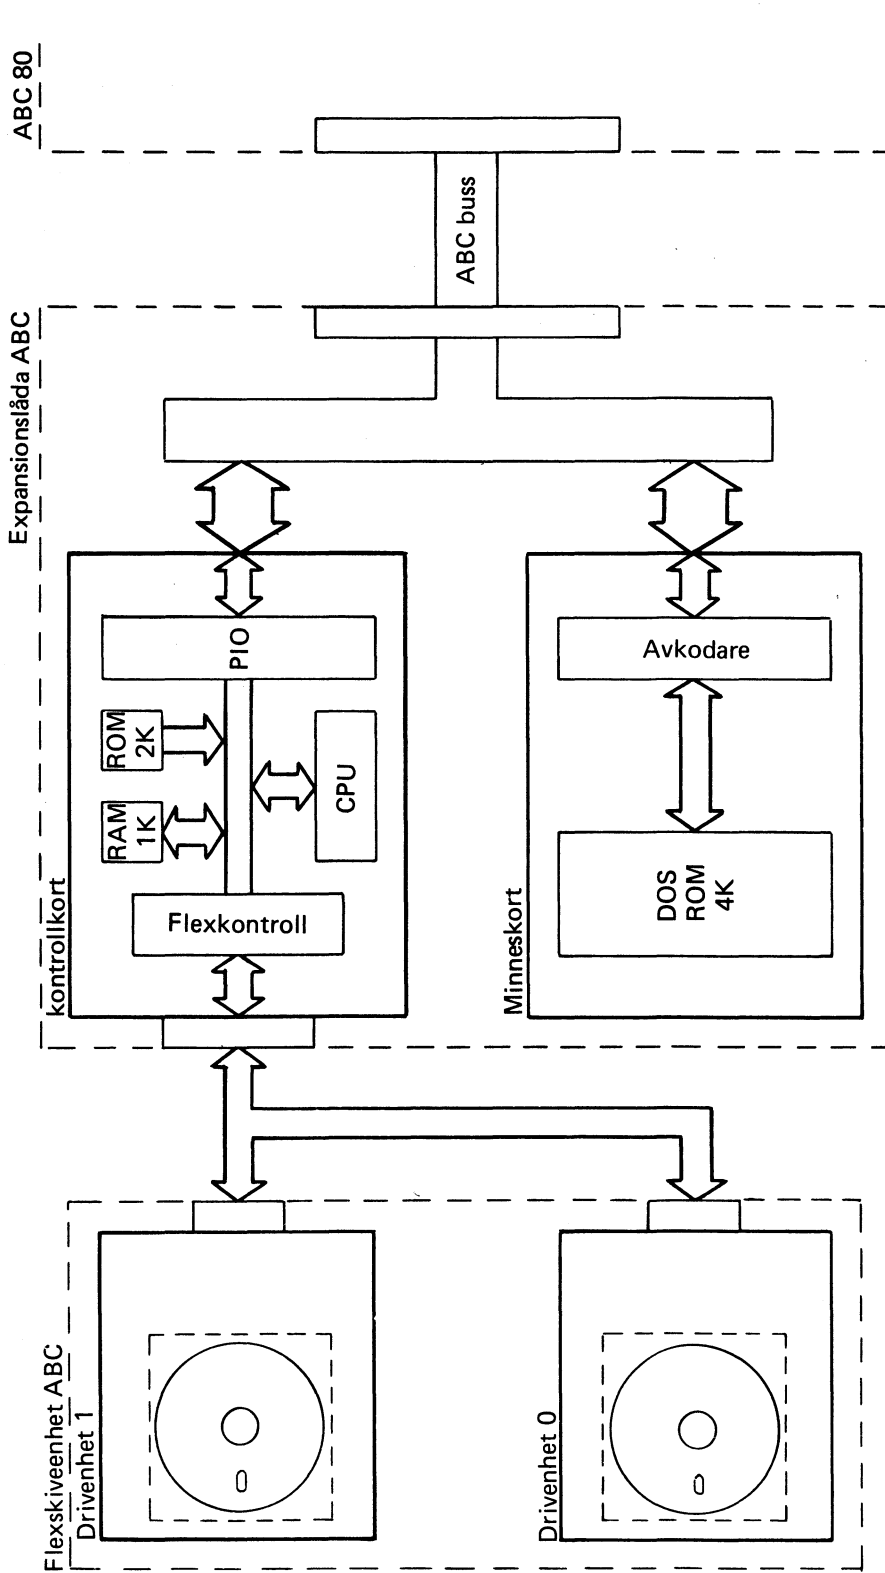 ABC 80
ABC buss
Expansionslåda ABC
kontrollkort
PIO
ROM
2K
RAM
1K
CPU
Flexkontroll
Minneskort
Avkodare
DOS
ROM
4K
Flexskiveenhet ABC
Drivenhet 1
Drivenhet 0